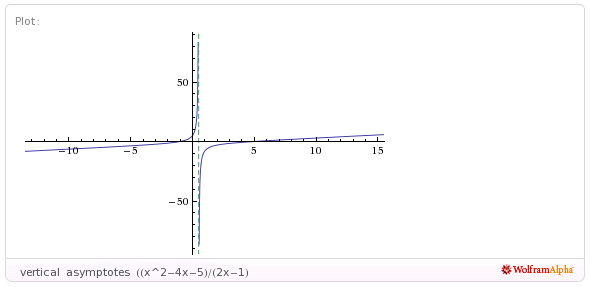 Plot:
50
−10 −5 5 10 15
−50
vertical asymptotes ((x^2−4x−5)/(2x−1)
WolframAlpha